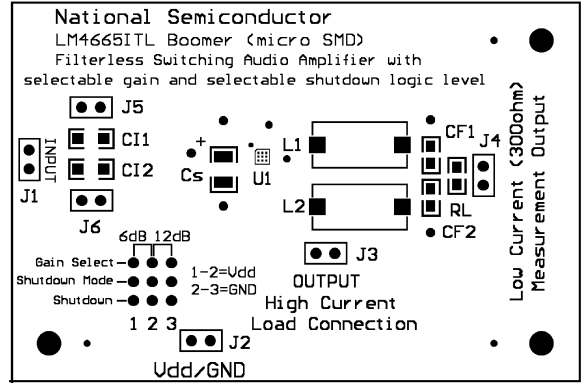 National Semiconductor
LM4665ITL Boomer (micro SMD)
Filterless Switching Audio Amplifier with
selectable gain and selectable shutdown logic level
J5
CI1
CI2
J6
INPUT
J1
+
Cs
U1
L1
L2
CF1
J4
RL
CF2
J3
OUTPUT
High Current
Load Connection
Low Current (300ohm)
Measurement Output
6dB 12dB
Gain Select
Shutdown Mode
Shutdown
1 2 3
1-2=Vdd
2-3=GND
J2
Vdd/GND